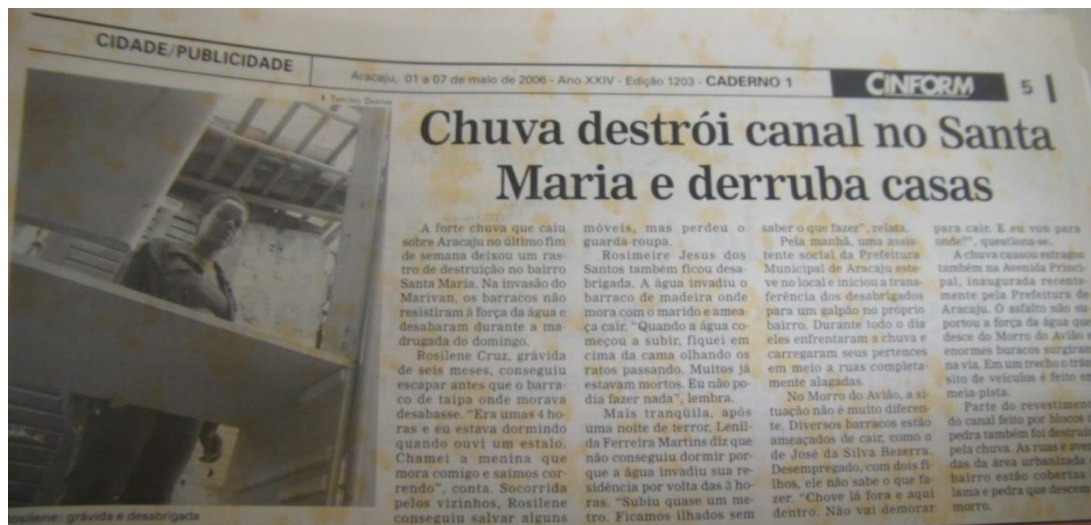 CIDADE/PUBLICIDADE
Aracaju, 01 a 07 de maio de 2006 - Ano XXIV - Edição 1203 - CADERNO 1
CINFORM
5
Chuva destrói canal no Santa
Maria e derruba casas
A forte chuva que caiu
sobre Aracaju no último fim
de semana deixou um ras-
tro de destruição no bairro
Santa Maria. Na invasão do
Marivan, os barracos não
resistiram à força da água e
desabaram durante a ma-
drugada do domingo.
Rosilene Cruz, grávida
de seis meses, conseguiu
escapar antes que o barra-
co de taipa onde morava
desabasse. "Era umas 4 ho-
ras e eu estava dormindo
quando ouvi um estalo.
Chamei a menina que
mora comigo e saímos cor-
rendo", conta. Socorrida
pelos vizinhos, Rosilene
conseguiu salvar alguns
móveis, mas perdeu o
guarda-roupa.
Rosimeire Jesus dos
Santos também ficou desa-
brigada. A água invadiu o
barraco de madeira onde
mora com o marido e amea-
ça cair. "Quando a água co-
meçou a subir, fiquei em
cima da cama olhando os
ratos passando. Muitos já
estavam mortos. Eu não po-
dia fazer nada", lembra.
Mais tranqüila, após
uma noite de terror, Lenil-
da Ferreira Martins diz que
não conseguiu dormir por-
que a água invadiu sua re-
sidência por volta das 3 ho-
ras. "Subiu quase um me-
tro. Ficamos ilhados sem
saber o que fazer", relata.
Pela manhã, uma assis-
tente social da Prefeitura
Municipal de Aracaju este-
ve no local e iniciou a trans-
ferência dos desabrigados
para um galpão no próprio
bairro. Durante todo o dia
eles enfrentaram a chuva e
carregaram seus pertences
em meio a ruas completa-
mente alagadas.
No Morro do Avião, a si-
tuação não é muito diferen-
te. Diversos barracos estão
ameaçados de cair, como o
de José da Silva Bezerra.
Desempregado, com dois fi-
lhos, ele não sabe o que fa-
zer. "Chove lá fora e aqui
dentro. Não vai demorar
para cair. E eu vou para
onde?", questiona-se.
A chuva causou estragos
também na Avenida Princi-
pal, inaugurada recente-
mente pela Prefeitura de
Aracaju. O asfalto não su-
portou a força da água que
desce do Morro do Avião e
enormes buracos surgiram
na via. Em um trecho o trân-
sito de veículos é feito em
meia-pista.
Parte do revestimen
do canal feito por blocos
pedra também foi destruí
pela chuva. As ruas e ave
das da área urbanizada
bairro estão cobertas
lama e pedra que descem
morro.
osilene: grávida e desabrigada